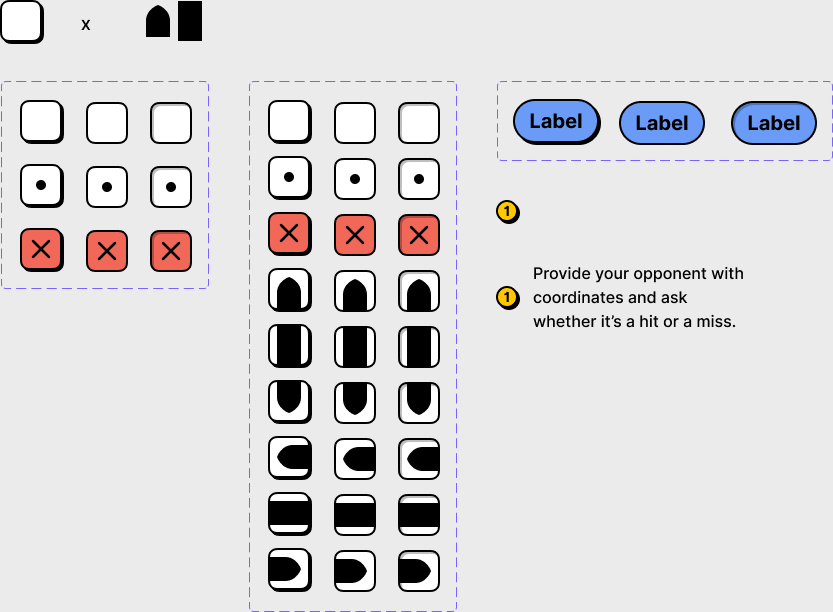 x
Label
Label
Label
1
1
Provide your opponent with
coordinates and ask
whether it’s a hit or a miss.